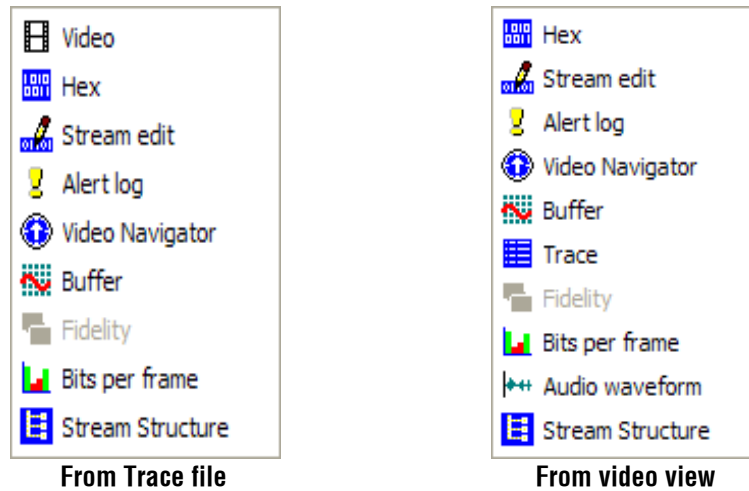 Video
Hex
Stream edit
Alert log
Video Navigator
Buffer
Fidelity
Bits per frame
Stream Structure
From Trace file
Hex
Stream edit
Alert log
Video Navigator
Buffer
Trace
Fidelity
Bits per frame
Audio waveform
Stream Structure
From video view